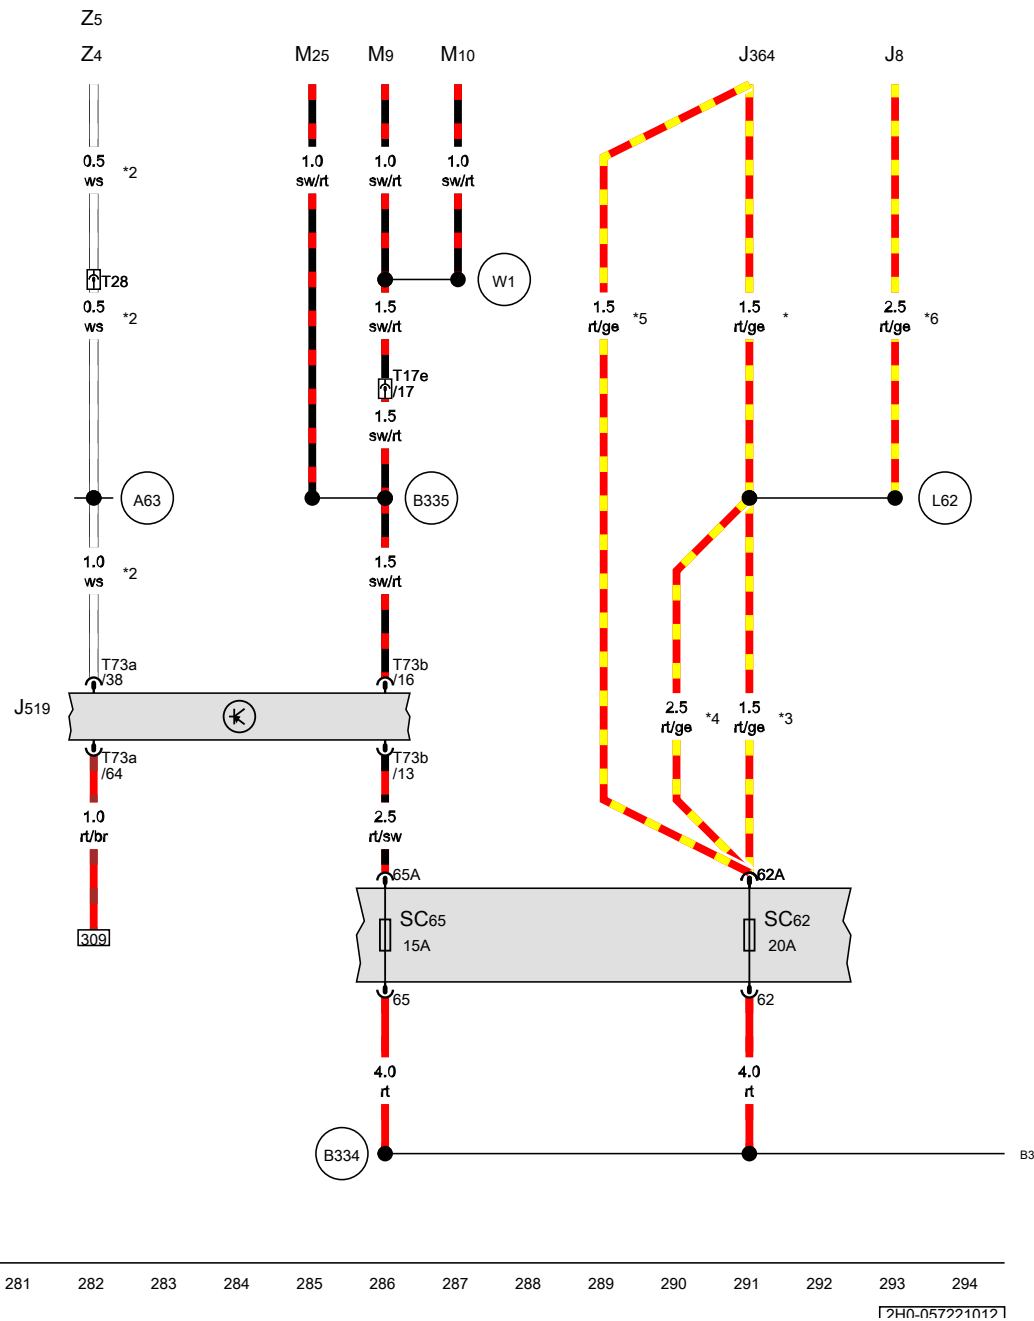 Z5
Z4 M25 M9 M10 J364 J8
0.5 1.0 1.0 1.0
ws *2 sw/rt sw/rt sw/rt
T28 W1
0.5 1.5 1.5 1.5 2.5
ws *2 sw/rt rt/ge *5 rt/ge * rt/ge *6
T17e
/17
1.5
sw/rt
A63 B335 L62
1.0 1.5
ws *2 sw/rt
T73a T73b
/38 /16
J519 2.5 1.5
rt/ge *4 rt/ge *3
T73a T73b
/64 /13
1.0 2.5
rt/br rt/sw
65A 62A
SC65 SC62
309 15A 20A
65 62
4.0 4.0
rt rt
B334 B3
281 282 283 284 285 286 287 288 289 290 291 292 293 294
2H0-057221012